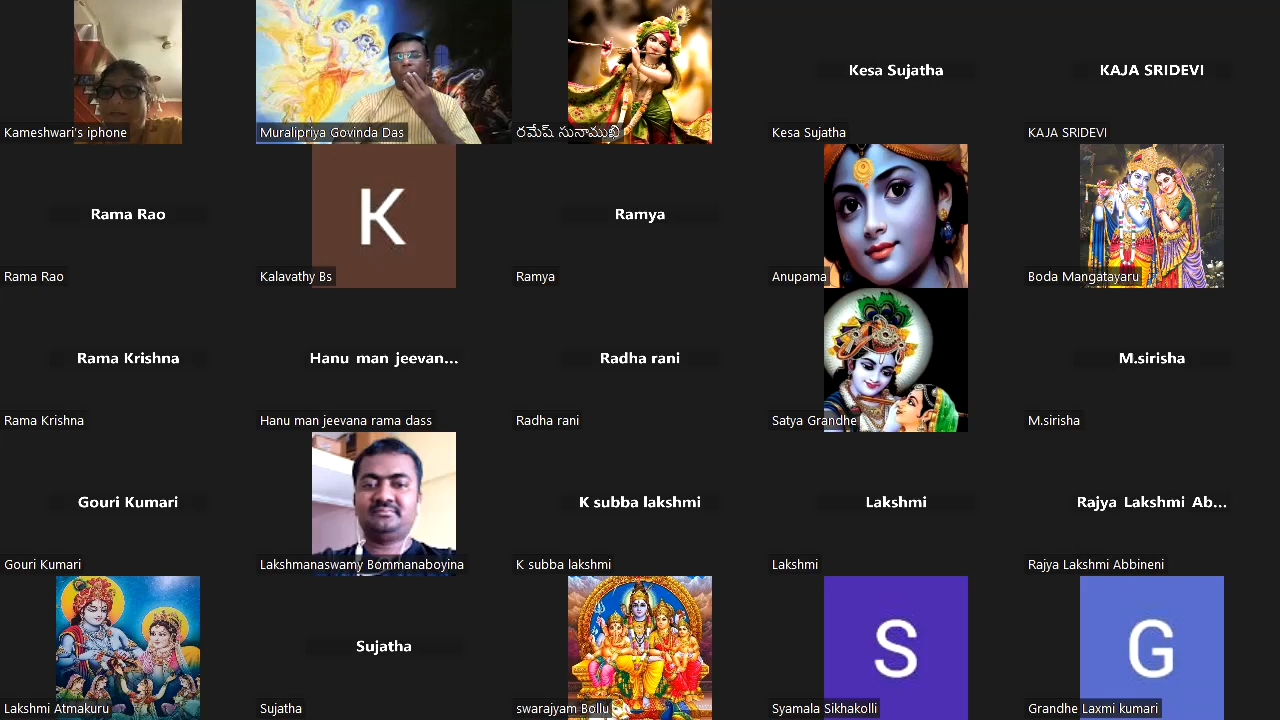 Kameshwari's iphone
Muralipriya Govinda Das
రమేష్ సునాముఖి
Kesa Sujatha
Kesa Sujatha
KAJA SRIDEVI
KAJA SRIDEVI
Rama Rao
Rama Rao
K
Kalavathy Bs
Ramya
Ramya
Anupama
Boda Mangatayaru
Rama Krishna
Rama Krishna
Hanu man jeevan...
Hanu man jeevana rama dass
Radha rani
Radha rani
Satya Grandhe
M.sirisha
M.sirisha
Gouri Kumari
Gouri Kumari
Lakshmanaswamy Bommanaboyina
K subba lakshmi
K subba lakshmi
Lakshmi
Lakshmi
Rajya Lakshmi Ab...
Rajya Lakshmi Abbineni
Lakshmi Atmakuru
Sujatha
Sujatha
swarajyam Bollu
S
Syamala Sikhakolli
G
Grandhe Laxmi kumari